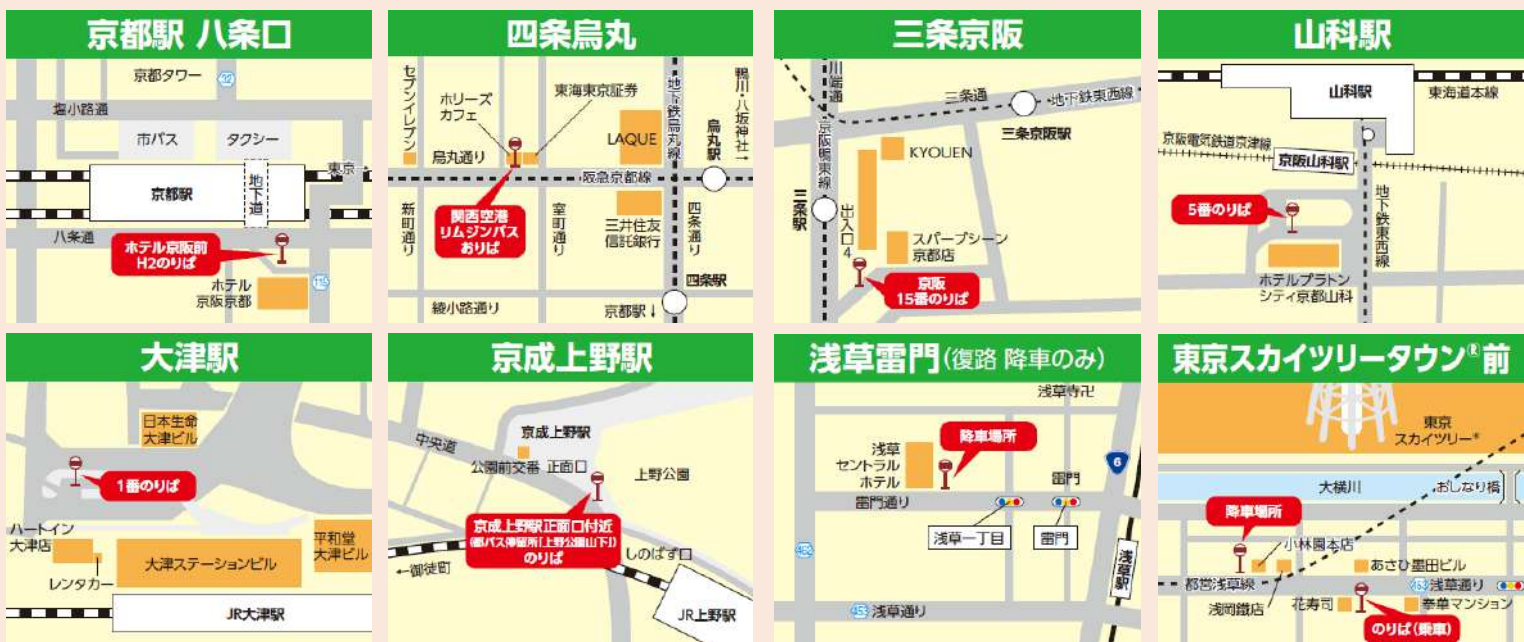 京都駅 八条口
京都タワー
塩小路通
市バス
タクシー
東京→
京都駅
地下道
八条通
ホテル京阪前
H2のりば
ホテル
京阪京都
115
四条烏丸
セブンイレブン
ホリーズ
カフェ
東海東京証券
地下鉄烏丸線
鴨川・八坂神社→
LAQUE
烏丸駅
烏丸通り
阪急京都線
関西空港
リムジンバス
おりば
新町通り
室町通り
三井住友
信託銀行
四条通り
四条駅
綾小路通り
京都駅↓
三条京阪
川端通
三条通
地下鉄東西線
三条京阪駅
京阪鴨東線
KYOUEN
三条駅
出入口4
スパープシーン
京都店
京阪
15番のりば
山科駅
山科駅
東海道本線
京阪電気鉄道京津線
京阪山科駅
5番のりば
地下鉄東西線
ホテルブラトン
シティ京都山科
大津駅
日本生命
大津ビル
1番のりば
ハートイン
大津店
レンタカー
大津ステーションビル
平和堂
大津ビル
JR大津駅
京成上野駅
中央道
京成上野駅
公園前交番 正面口
上野公園
京成上野駅正面口付近
(都バス停留所「上野公園山下」)
のりば
しのばず口
←御徒町
JR上野駅
浅草雷門(復路 降車のみ)
浅草寺卍
降車場所
浅草
セントラル
ホテル
6
雷門
雷門通り
浅草一丁目
雷門
462
浅草駅
453 浅草通り
東京スカイツリータウン®前
東京
スカイツリー®
大横川
おしなり橋
降車場所
小林園本店
あさひ墨田ビル
都営浅草線
453 浅草通り
浅岡鐵店
花寿司
奉華マンション
のりば(乗車)